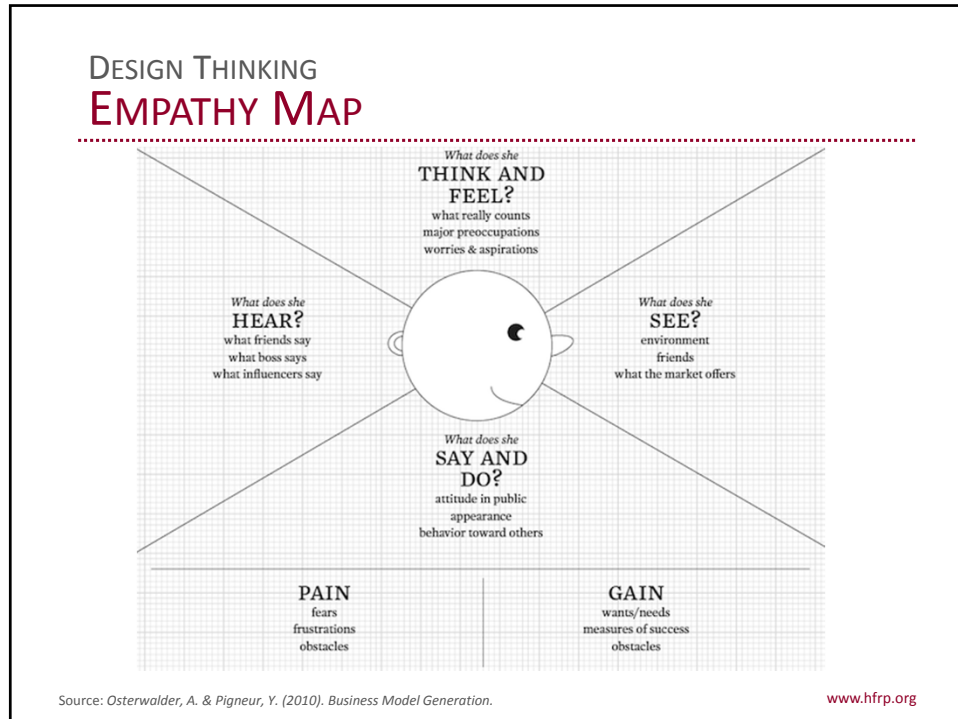 DESIGN THINKING
EMPATHY MAP
What does she
THINK AND
FEEL?
what really counts
major preoccupations
worries & aspirations
What does she
HEAR?
what friends say
what boss says
what influencers say
What does she
SEE?
environment
friends
what the market offers
What does she
SAY AND
DO?
attitude in public
appearance
behavior toward others
PAIN
fears
frustrations
obstacles
GAIN
wants/needs
measures of success
obstacles
Source: Osterwalder, A. & Pigneur, Y. (2010). Business Model Generation.
www.hfrp.org